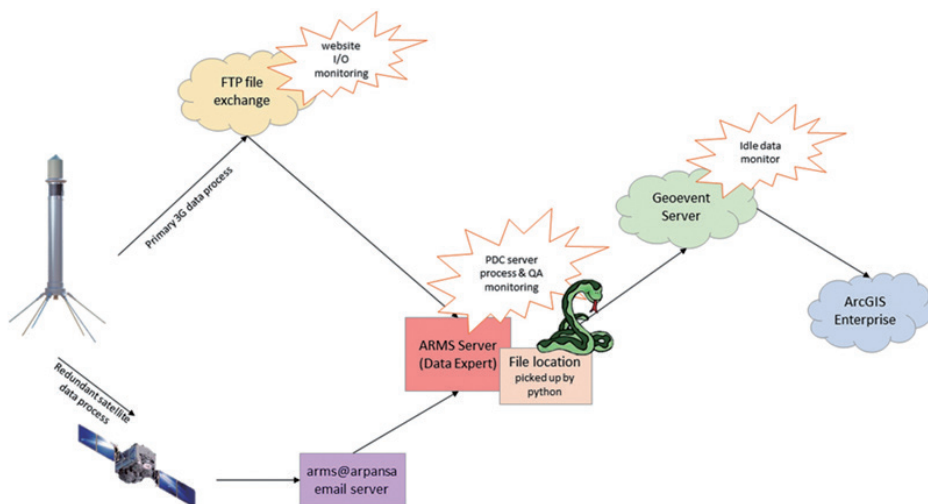 website
I/O
monitoring
FTP file
exchange
Primary 3G data process
Idle data
monitor
Geoevent
Server
PDC server
process & QA
monitoring
ArcGIS
Enterprise
ARMS Server
(Data Expert)
File location
picked up by
python
Redundant satellite
data process
arms@arpansa
email server